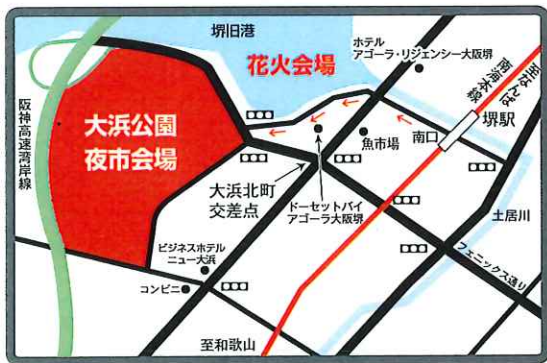 堺旧港
ホテル
アゴーラ・リージェンシー大阪堺
花火会場
至なんば
南海本線
阪神高速湾岸線
大浜公園
夜市会場
魚市場
南口
堺駅
大浜北町
交差点
ドーセットバイ
アゴーラ大阪堺
土居川
ビジネスホテル
ニュー大浜
フェニックス通り
コンビニ
至和歌山